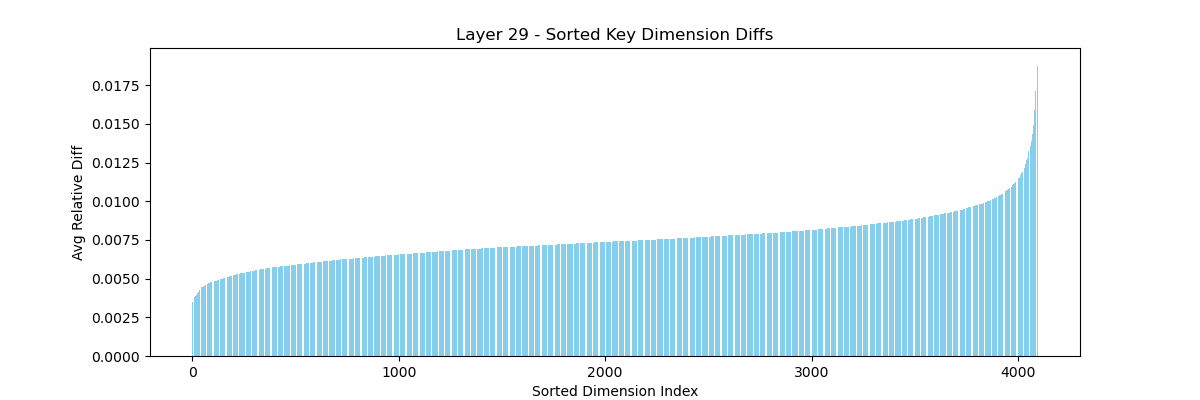 Layer 29 - Sorted Key Dimension Diffs
Avg Relative Diff
0.0175
0.0150
0.0125
0.0100
0.0075
0.0050
0.0025
0.0000
0 1000 2000 3000 4000
Sorted Dimension Index